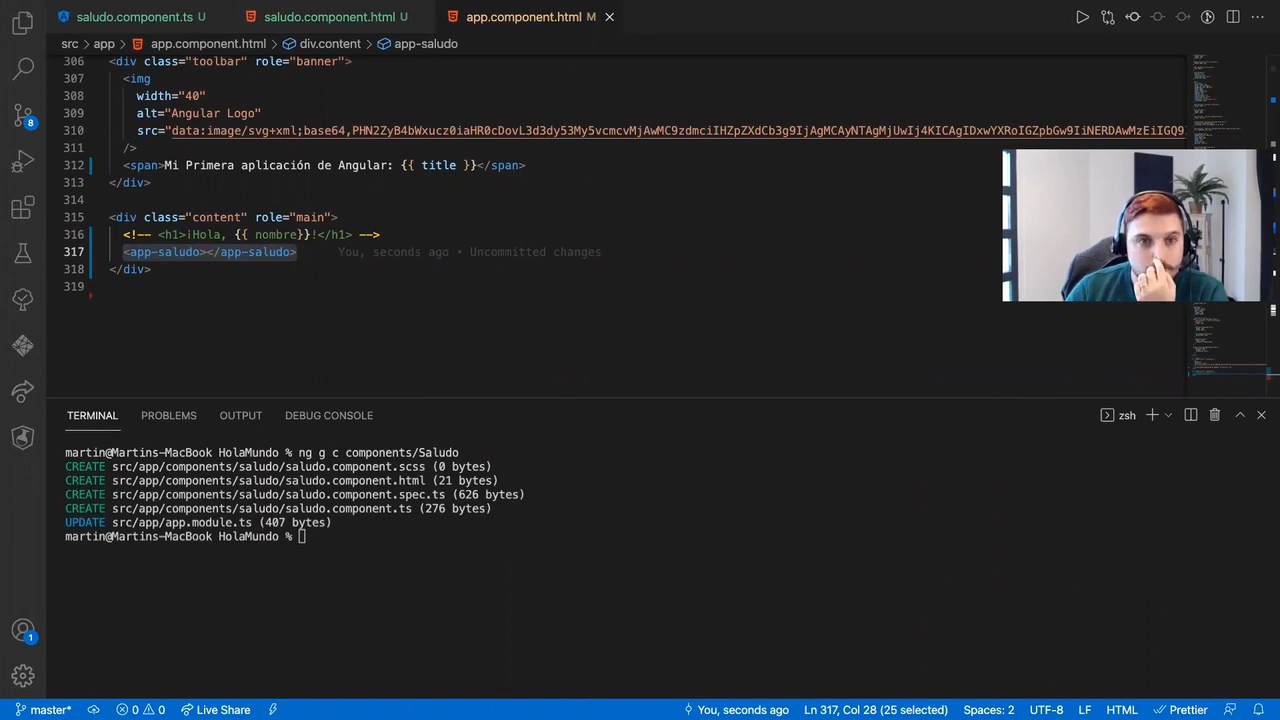 saludo.component.ts U
saludo.component.html U
app.component.html M
src app app.component.html div.content app-saludo
306 <div class="toolbar" role="banner">
307 <img
308 width="40"
309 alt="Angular Logo"
310 src="data:image/svg+xml;base64,
311 />
312 <span>Mi Primera aplicación de Angular: {{ title }}</span>
313 </div>
314
315 <div class="content" role="main">
316 <!-- <h1>¡Hola, {{ nombre}}!</h1> -->
317 <app-saludo></app-saludo> You, seconds ago • Uncommitted changes
318 </div>
319
8
TERMINAL PROBLEMS OUTPUT DEBUG CONSOLE zsh
martin@Martins-MacBook HolaMundo % ng g c components/Saludo
CREATE src/app/components/saludo/saludo.component.scss (0 bytes)
CREATE src/app/components/saludo/saludo.component.html (21 bytes)
CREATE src/app/components/saludo/saludo.component.spec.ts (626 bytes)
CREATE src/app/components/saludo/saludo.component.ts (276 bytes)
UPDATE src/app/app.module.ts (407 bytes)
martin@Martins-MacBook HolaMundo %
1
master* 0 0 Live Share You, seconds ago Ln 317, Col 28 (25 selected) Spaces: 2 UTF-8 LF HTML Prettier